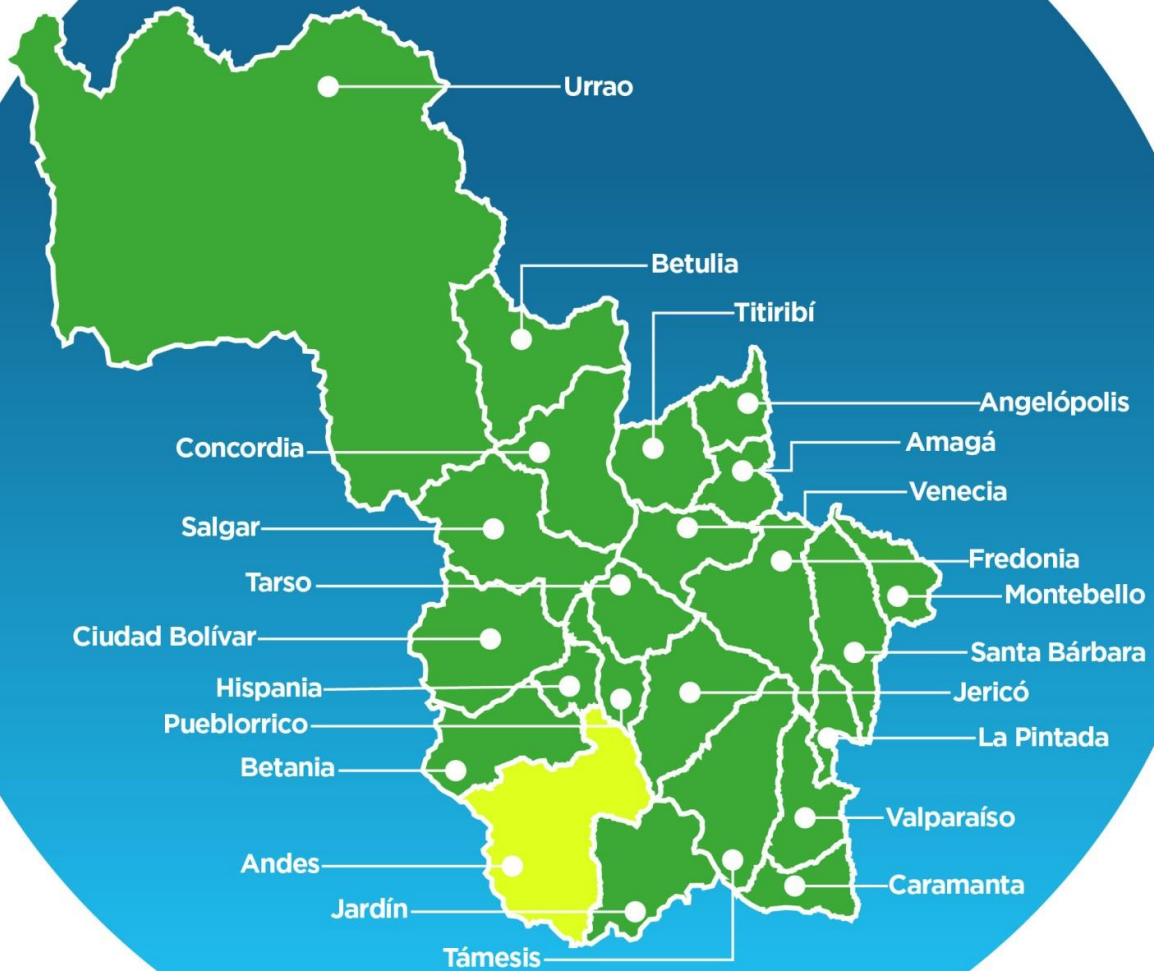 Urrao
Betulia
Titiribí
Angelópolis
Amagá
Concordia
Venecia
Salgar
Fredonia
Tarso
Montebello
Ciudad Bolívar
Santa Bárbara
Hispania
Jericó
Pueblorrico
La Pintada
Betania
Valparaíso
Andes
Caramanta
Jardín
Támesis